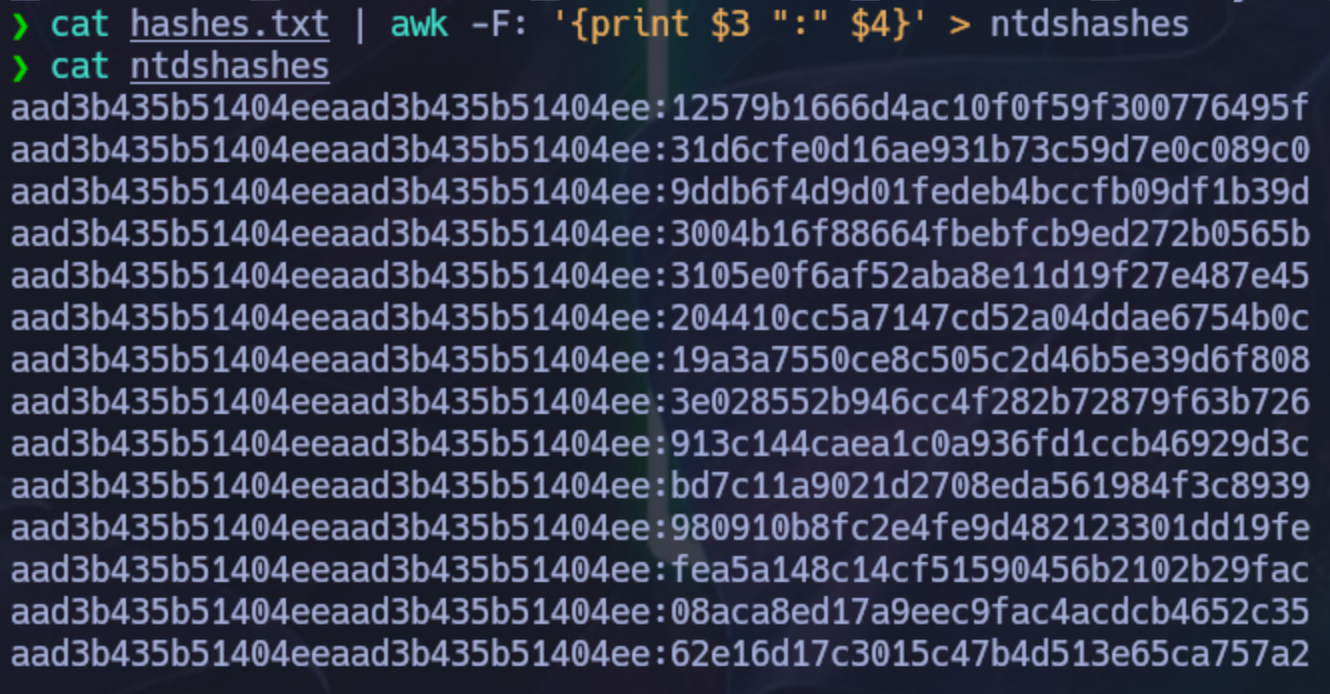 ❯ cat hashes.txt | awk -F: '{print $3 ":" $4}' > ntdshashes
❯ cat ntdshashes
aad3b435b51404eeaad3b435b51404ee:12579b1666d4ac10f0f59f300776495f
aad3b435b51404eeaad3b435b51404ee:31d6cfe0d16ae931b73c59d7e0c089c0
aad3b435b51404eeaad3b435b51404ee:9ddb6f4d9d01fedeb4bccfb09df1b39d
aad3b435b51404eeaad3b435b51404ee:3004b16f88664fbebfcb9ed272b0565b
aad3b435b51404eeaad3b435b51404ee:3105e0f6af52aba8e11d19f27e487e45
aad3b435b51404eeaad3b435b51404ee:204410cc5a7147cd52a04ddae6754b0c
aad3b435b51404eeaad3b435b51404ee:19a3a7550ce8c505c2d46b5e39d6f808
aad3b435b51404eeaad3b435b51404ee:3e028552b946cc4f282b72879f63b726
aad3b435b51404eeaad3b435b51404ee:913c144caea1c0a936fd1ccb46929d3c
aad3b435b51404eeaad3b435b51404ee:bd7c11a9021d2708eda561984f3c8939
aad3b435b51404eeaad3b435b51404ee:980910b8fc2e4fe9d482123301dd19fe
aad3b435b51404eeaad3b435b51404ee:fea5a148c14cf51590456b2102b29fac
aad3b435b51404eeaad3b435b51404ee:08aca8ed17a9eec9fac4acdcb4652c35
aad3b435b51404eeaad3b435b51404ee:62e16d17c3015c47b4d513e65ca757a2